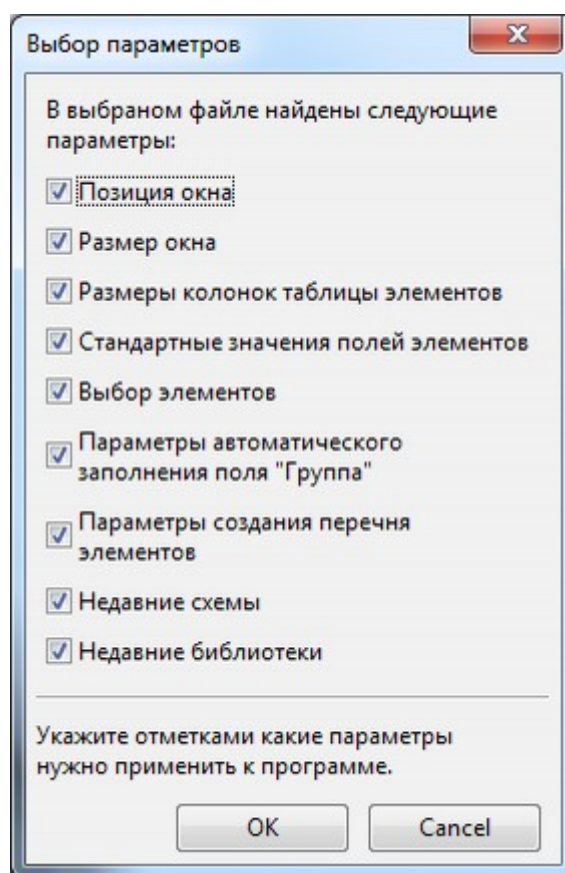 Выбор параметров
В выбраном файле найдены следующие
параметры:
Позиция окна
Размер окна
Размеры колонок таблицы элементов
Стандартные значения полей элементов
Выбор элементов
Параметры автоматического
заполнения поля "Группа"
Параметры создания перечня
элементов
Недавние схемы
Недавние библиотеки
Укажите отметками какие параметры
нужно применить к программе.
OK
Cancel